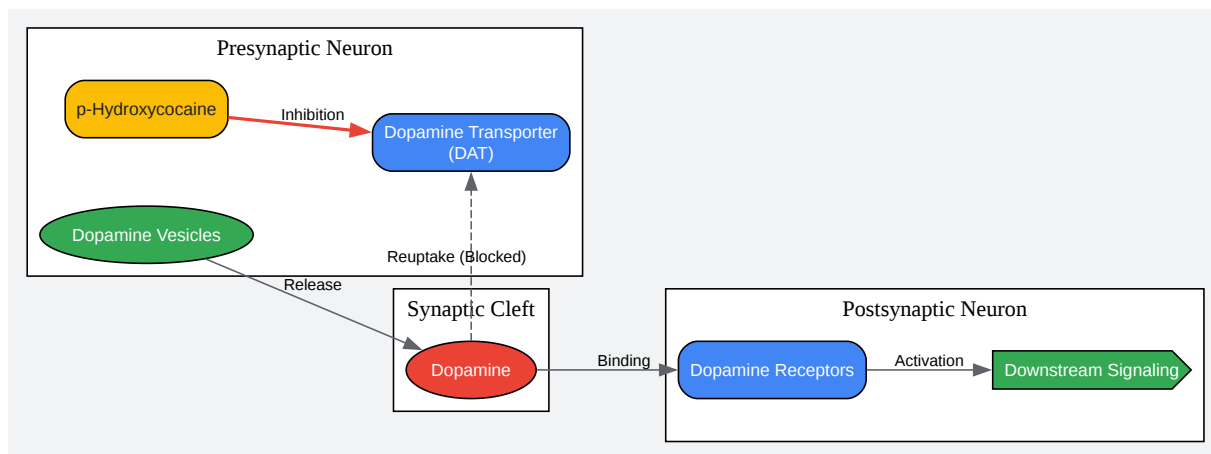 Presynaptic Neuron
p-Hydroxycocaine
Inhibition
Dopamine Transporter
(DAT)
Dopamine Vesicles
Reuptake (Blocked)
Release
Synaptic Cleft
Dopamine
Postsynaptic Neuron
Binding
Dopamine Receptors
Activation
Downstream Signaling